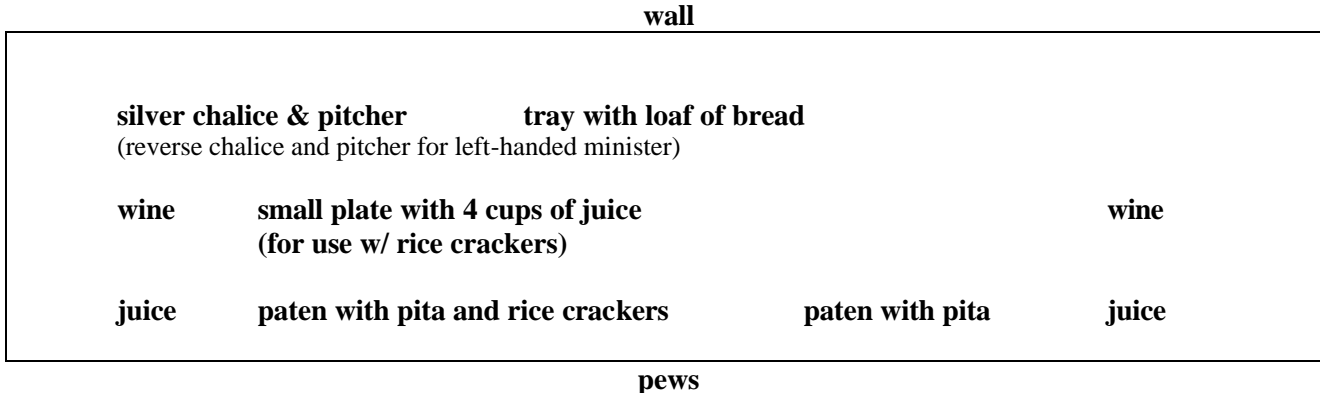 wall
silver chalice & pitcher tray with loaf of bread
(reverse chalice and pitcher for left-handed minister)
wine small plate with 4 cups of juice wine
(for use w/ rice crackers)
juice paten with pita and rice crackers paten with pita juice
pews